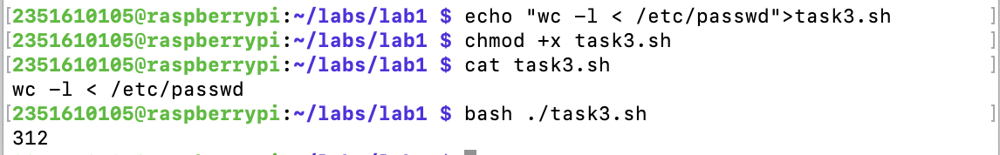 [2351610105@raspberrypi:~/labs/lab1 $ echo "wc -l < /etc/passwd">task3.sh ]
[2351610105@raspberrypi:~/labs/lab1 $ chmod +x task3.sh ]
[2351610105@raspberrypi:~/labs/lab1 $ cat task3.sh ]
wc -l < /etc/passwd
[2351610105@raspberrypi:~/labs/lab1 $ bash ./task3.sh ]
312